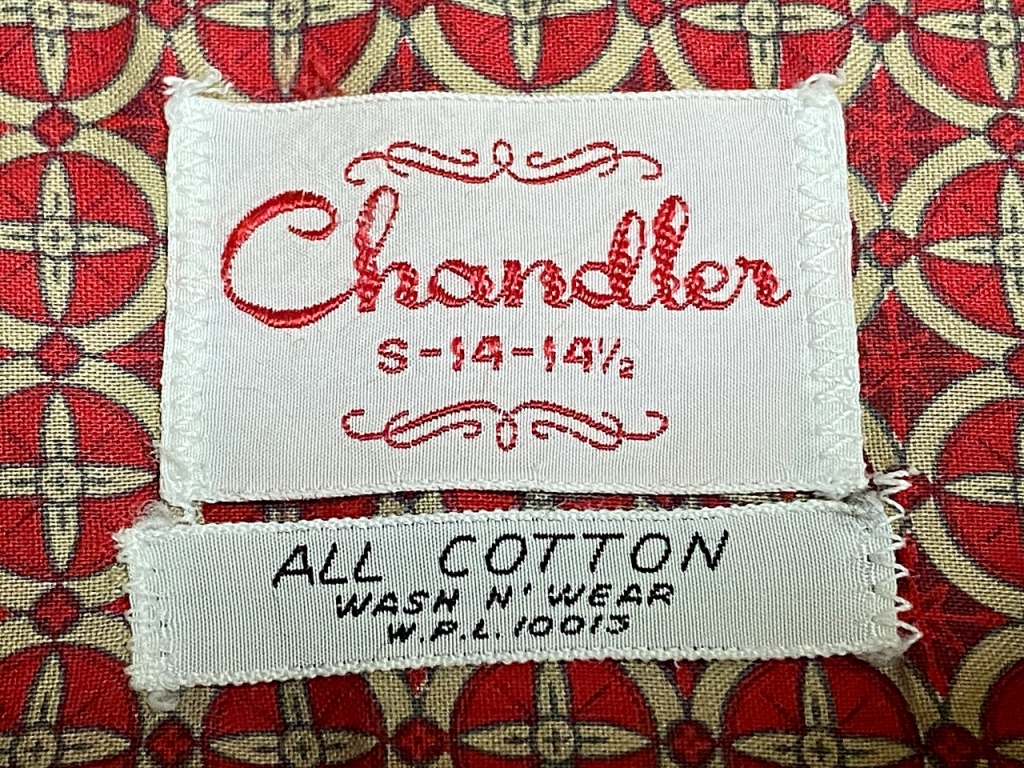 Chandler
S-14-14½
ALL COTTON
WASH N' WEAR
W.P.L. 10013